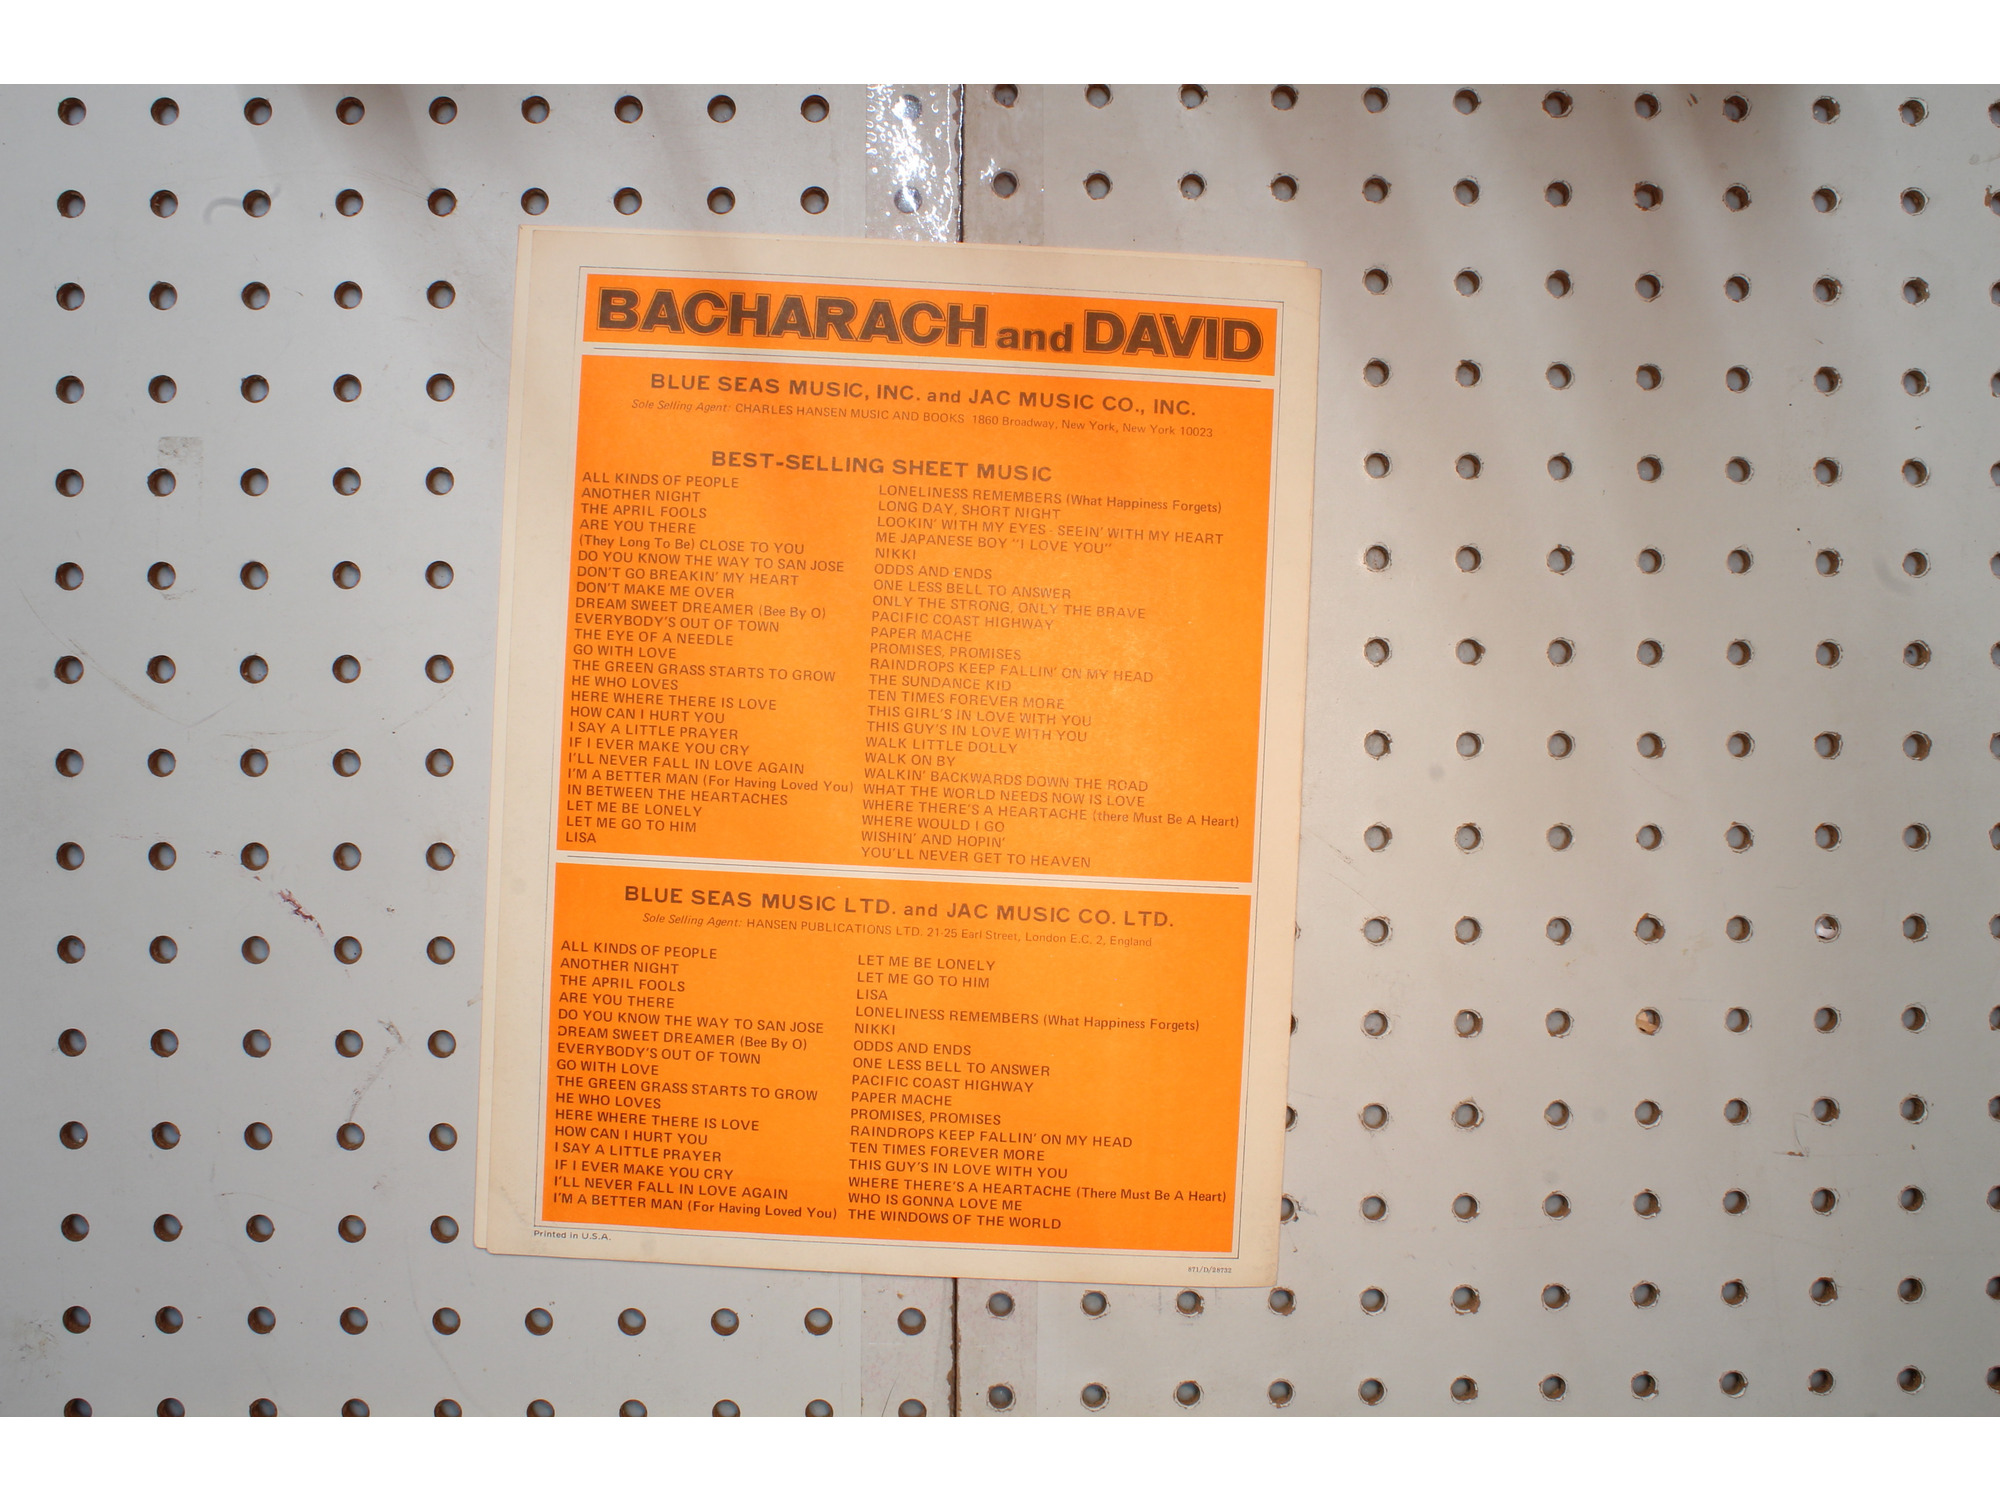 BACHARACH and DAVID
BLUE SEAS MUSIC, INC. and JAC MUSIC CO., INC.
Sole Selling Agent: CHARLES HANSEN MUSIC AND BOOKS 1860 Broadway, New York, New York 10023
BEST-SELLING SHEET MUSIC
ALL KINDS OF PEOPLE
ANOTHER NIGHT
THE APRIL FOOLS
ARE YOU THERE
(They Long To Be) CLOSE TO YOU
DO YOU KNOW THE WAY TO SAN JOSE
DON'T GO BREAKIN' MY HEART
DON'T MAKE ME OVER
DREAM SWEET DREAMER (Bee By O)
EVERYBODY'S OUT OF TOWN
THE EYE OF A NEEDLE
GO WITH LOVE
THE GREEN GRASS STARTS TO GROW
HE WHO LOVES
HERE WHERE THERE IS LOVE
HOW CAN I HURT YOU
I SAY A LITTLE PRAYER
IF I EVER MAKE YOU CRY
I'LL NEVER FALL IN LOVE AGAIN
I'M A BETTER MAN (For Having Loved You)
IN BETWEEN THE HEARTACHES
LET ME BE LONELY
LET ME GO TO HIM
LISA
LONELINESS REMEMBERS (What Happiness Forgets)
LONG DAY, SHORT NIGHT
LOOKIN' WITH MY EYES - SEEIN' WITH MY HEART
ME JAPANESE BOY "I LOVE YOU"
NIKKI
ODDS AND ENDS
ONE LESS BELL TO ANSWER
ONLY THE STRONG, ONLY THE BRAVE
PACIFIC COAST HIGHWAY
PAPER MACHE
PROMISES, PROMISES
RAINDROPS KEEP FALLIN' ON MY HEAD
THE SUNDANCE KID
TEN TIMES FOREVER MORE
THIS GIRL'S IN LOVE WITH YOU
THIS GUY'S IN LOVE WITH YOU
WALK LITTLE DOLLY
WALK ON BY
WALKIN' BACKWARDS DOWN THE ROAD
WHAT THE WORLD NEEDS NOW IS LOVE
WHERE THERE'S A HEARTACHE (there Must Be A Heart)
WHERE WOULD I GO
WISHIN' AND HOPIN'
YOU'LL NEVER GET TO HEAVEN
BLUE SEAS MUSIC LTD. and JAC MUSIC CO. LTD.
Sole Selling Agent: HANSEN PUBLICATIONS LTD. 21-25 Earl Street, London E.C. 2, England
ALL KINDS OF PEOPLE
ANOTHER NIGHT
THE APRIL FOOLS
ARE YOU THERE
DO YOU KNOW THE WAY TO SAN JOSE
DREAM SWEET DREAMER (Bee By O)
EVERYBODY'S OUT OF TOWN
GO WITH LOVE
THE GREEN GRASS STARTS TO GROW
HE WHO LOVES
HERE WHERE THERE IS LOVE
HOW CAN I HURT YOU
I SAY A LITTLE PRAYER
IF I EVER MAKE YOU CRY
I'LL NEVER FALL IN LOVE AGAIN
I'M A BETTER MAN (For Having Loved You)
LET ME BE LONELY
LET ME GO TO HIM
LISA
LONELINESS REMEMBERS (What Happiness Forgets)
NIKKI
ODDS AND ENDS
ONE LESS BELL TO ANSWER
PACIFIC COAST HIGHWAY
PAPER MACHE
PROMISES, PROMISES
RAINDROPS KEEP FALLIN' ON MY HEAD
TEN TIMES FOREVER MORE
THIS GUY'S IN LOVE WITH YOU
WHERE THERE'S A HEARTACHE (There Must Be A Heart)
WHO IS GONNA LOVE ME
THE WINDOWS OF THE WORLD
Printed in U.S.A.
871/D/28732